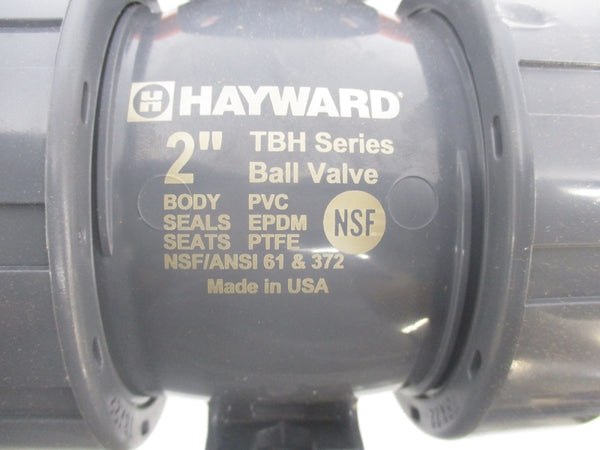 HAYWARD®
2" TBH Series
Ball Valve
BODY PVC
SEALS EPDM
SEATS PTFE
NSF
NSF/ANSI 61 & 372
Made in USA